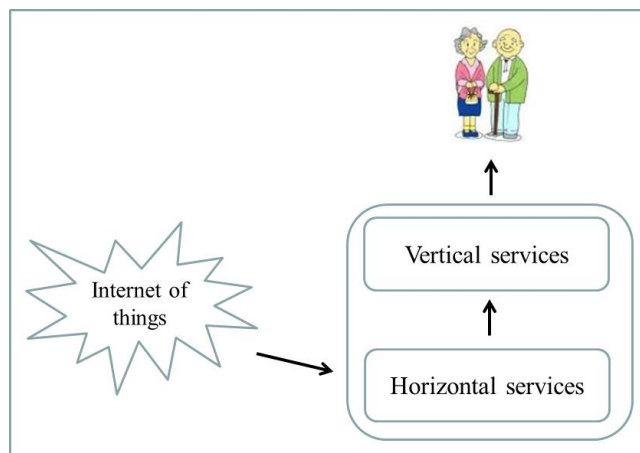 Vertical services
Internet of
things
Horizontal services